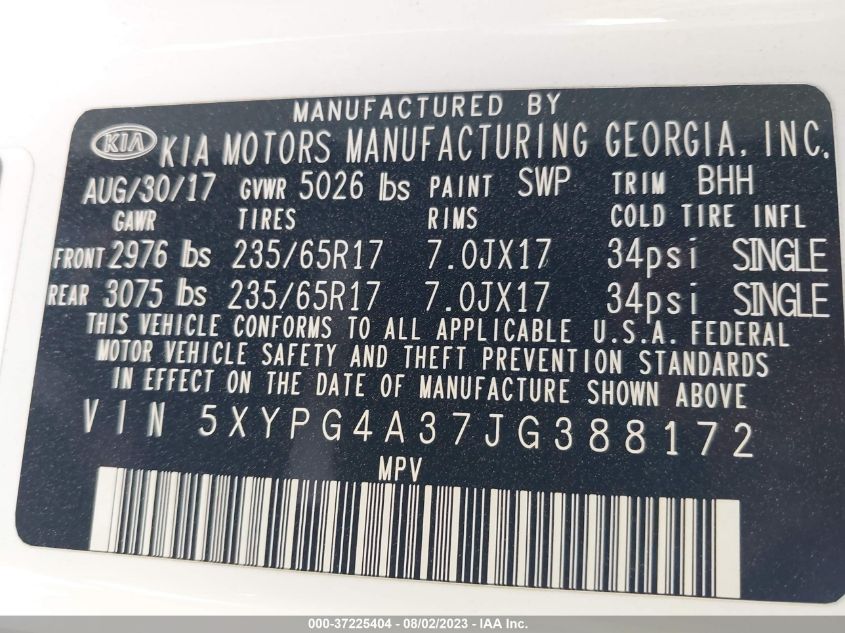 MANUFACTURED BY
KIA KIA MOTORS MANUFACTURING GEORGIA, INC.
AUG/30/17 GVWR 5026 lbs PAINT SWP TRIM BHH
GAWR TIRES RIMS COLD TIRE INFL
FRONT 2976 lbs 235/65R17 7.0JX17 34psi SINGLE
REAR 3075 lbs 235/65R17 7.0JX17 34psi SINGLE
THIS VEHICLE CONFORMS TO ALL APPLICABLE U.S.A. FEDERAL
MOTOR VEHICLE SAFETY AND THEFT PREVENTION STANDARDS
IN EFFECT ON THE DATE OF MANUFACTURE SHOWN ABOVE
VIN 5XYPG4A37JG388172
MPV
000-37225404 - 08/02/2023 - IAA Inc.